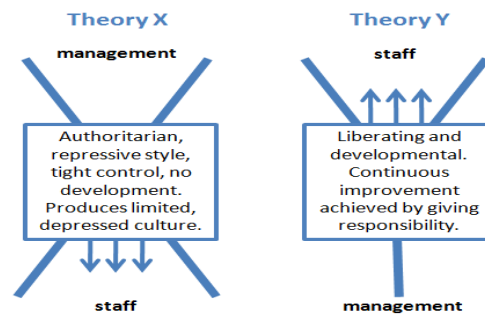 Theory X
management
Authoritarian,
repressive style,
tight control, no
development.
Produces limited,
depressed culture.
staff
Theory Y
staff
Liberating and
developmental.
Continuous
improvement
achieved by giving
responsibility.
management